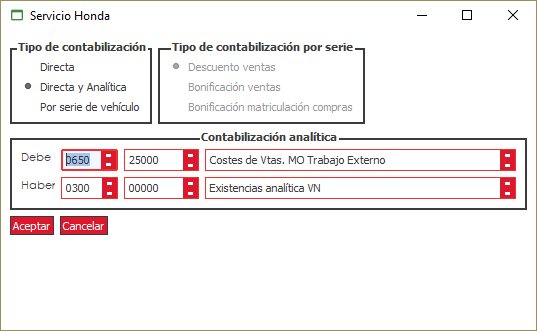 Servicio Honda
Tipo de contabilización
Directa
Directa y Analítica
Por serie de vehículo
Tipo de contabilización por serie
Descuento ventas
Bonificación ventas
Bonificación matriculación compras
Contabilización analítica
Debe 0650 25000 Costes de Vtas. MO Trabajo Externo
Haber 0300 00000 Existencias analítica VN
Aceptar Cancelar